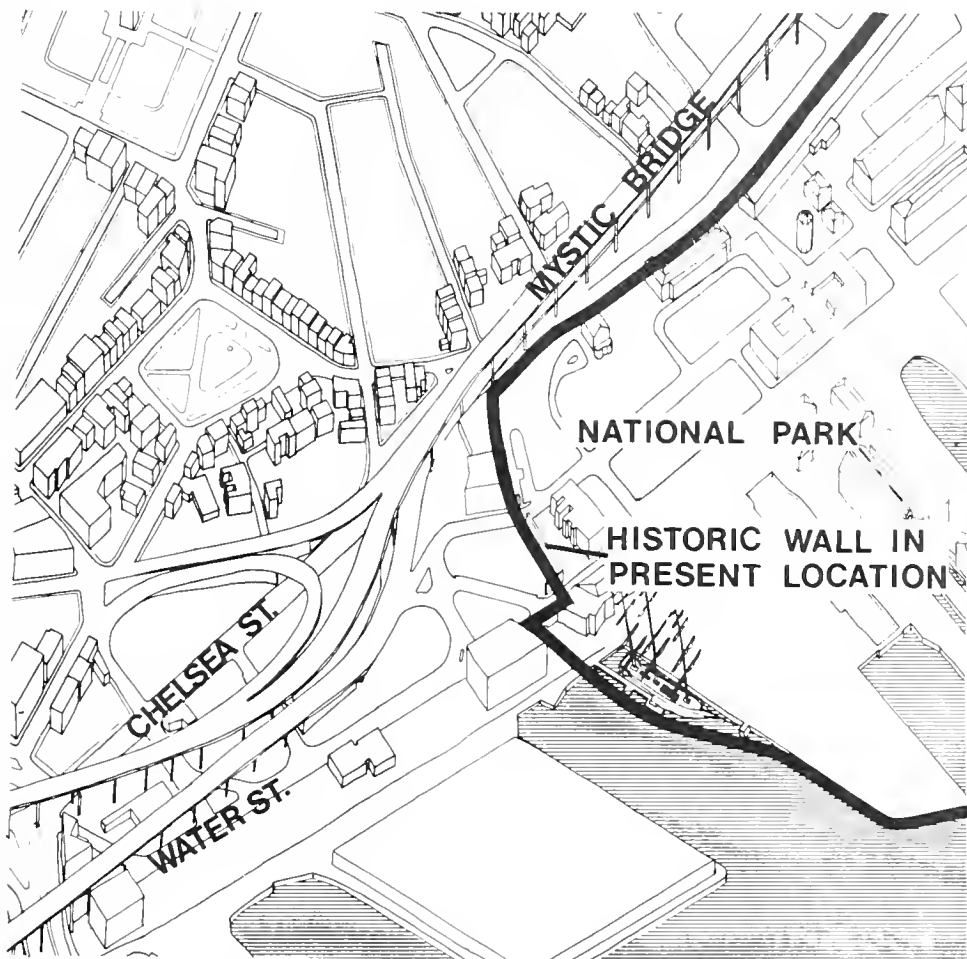 MYSTIC BRIDGE
NATIONAL PARK
HISTORIC WALL IN
PRESENT LOCATION
CHELSEA ST.
WATER ST.